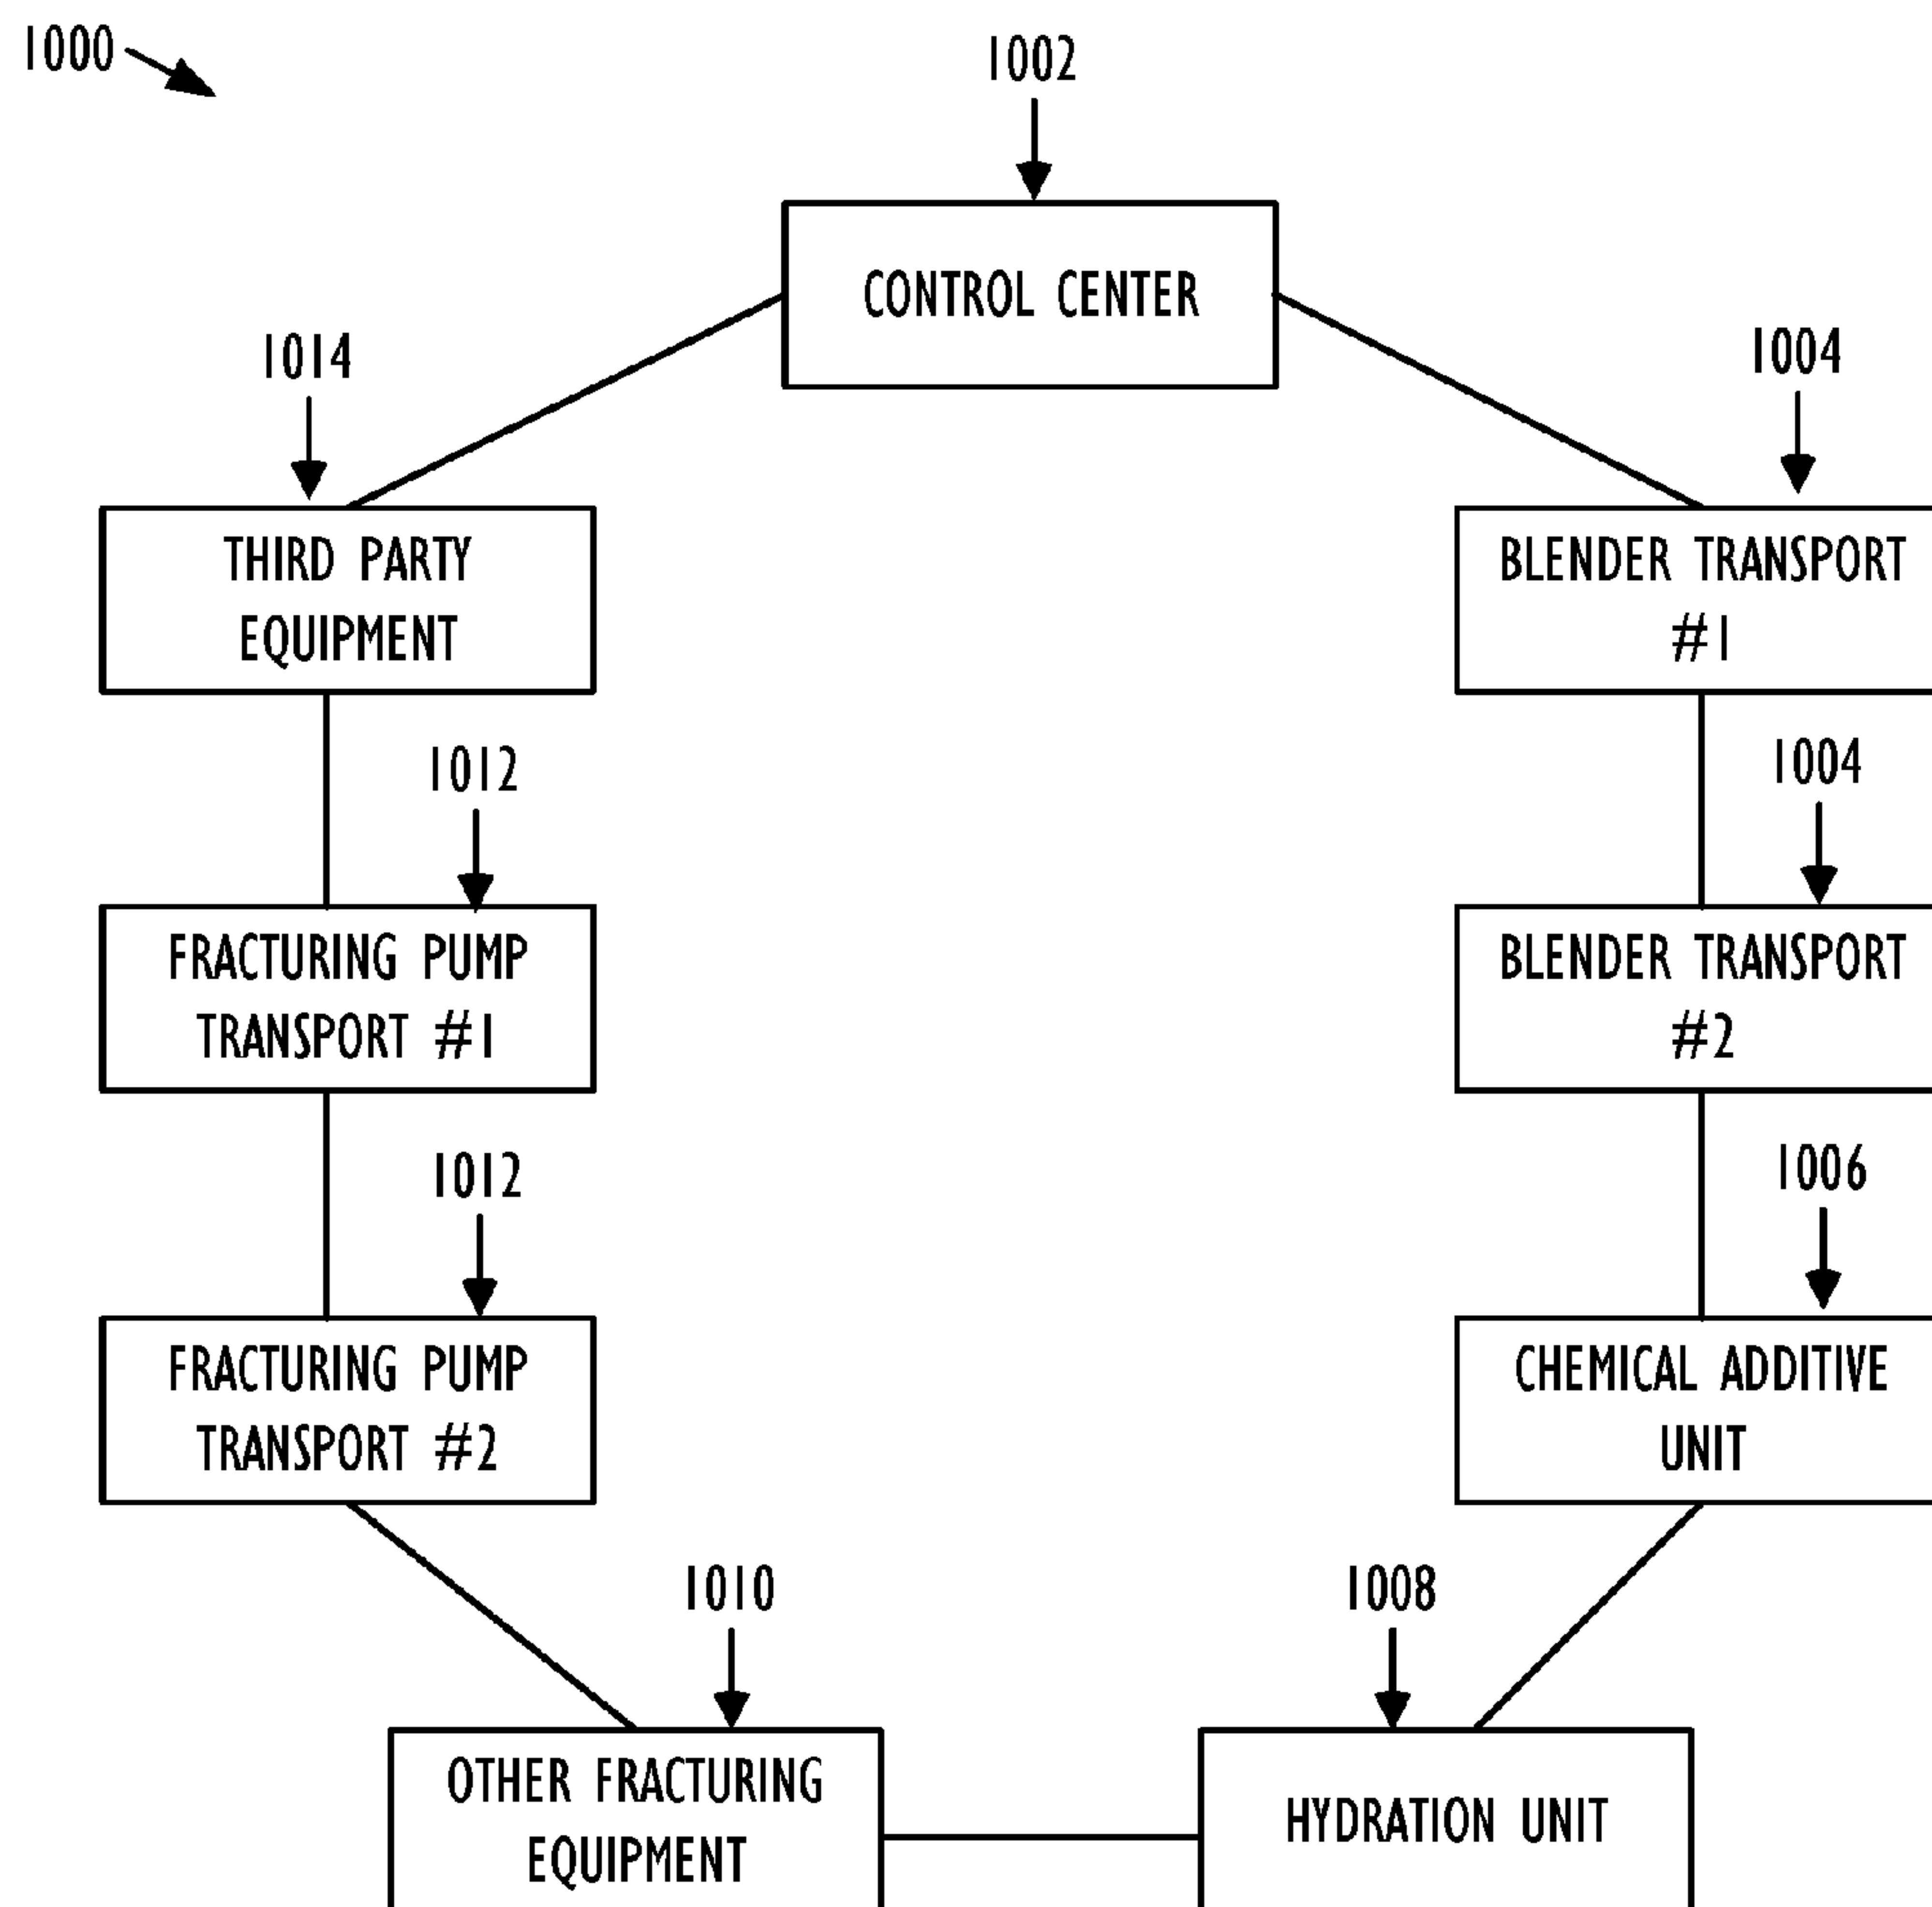 1000
1002
CONTROL CENTER
1014
1004
THIRD PARTY
EQUIPMENT
BLENDER TRANSPORT
#1
1012
1004
FRACTURING PUMP
TRANSPORT #1
BLENDER TRANSPORT
#2
1012
1006
FRACTURING PUMP
TRANSPORT #2
CHEMICAL ADDITIVE
UNIT
1010
1008
OTHER FRACTURING
EQUIPMENT
HYDRATION UNIT